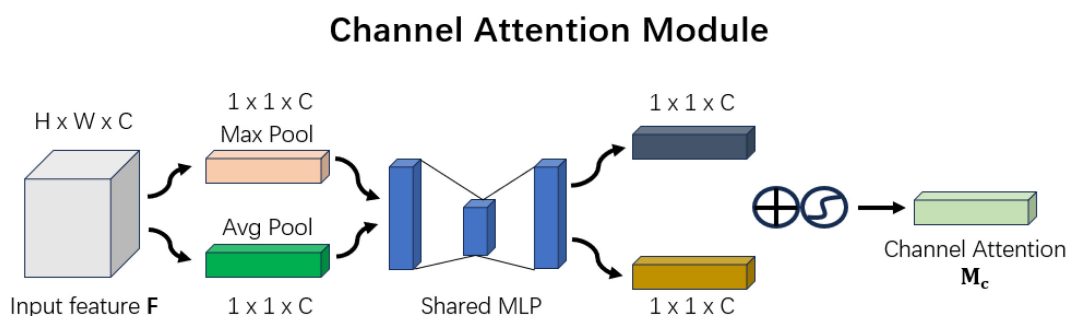 Channel Attention Module
H x W x C
1 x 1 x C
Max Pool
1 x 1 x C
Avg Pool
Channel Attention
M_c
Input feature F
1 x 1 x C
Shared MLP
1 x 1 x C